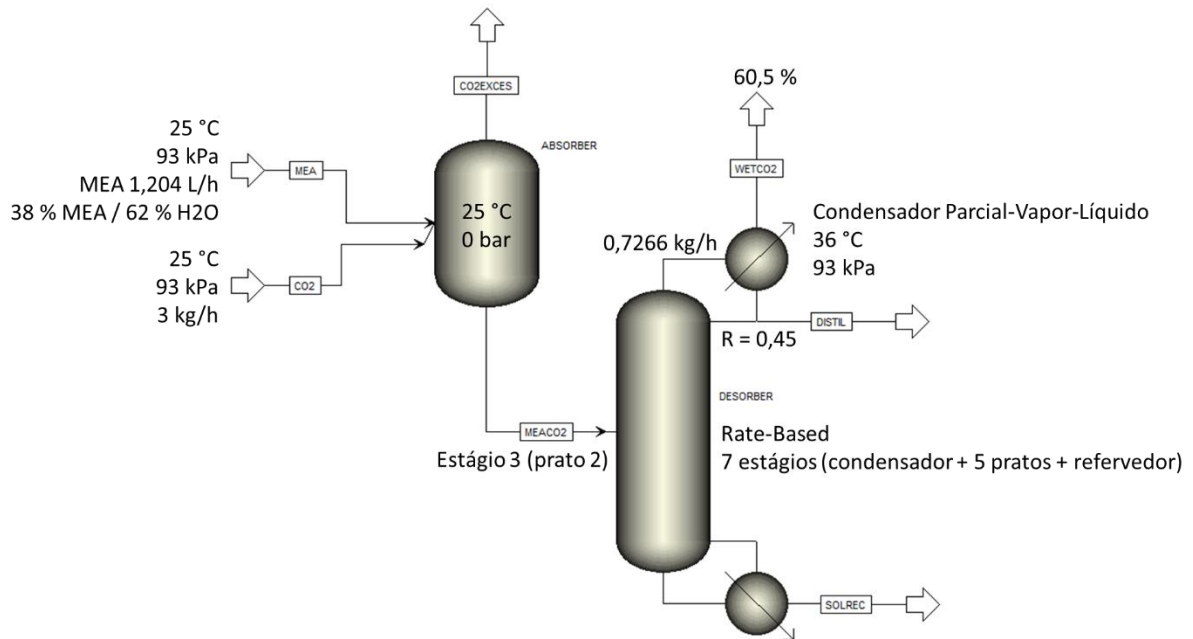 CO2EXCES
ABSORBER
25 °C
93 kPa
MEA 1,204 L/h
38 % MEA / 62 % H2O
MEA
25 °C
93 kPa
3 kg/h
CO2
25 °C
0 bar
60,5 %
WETCO2
Condensador Parcial-Vapor-Líquido
36 °C
93 kPa
0,7266 kg/h
DISTIL
R = 0,45
DESORBER
MEACO2
Estágio 3 (prato 2)
Rate-Based
7 estágios (condensador + 5 pratos + refervedor)
SOLREC